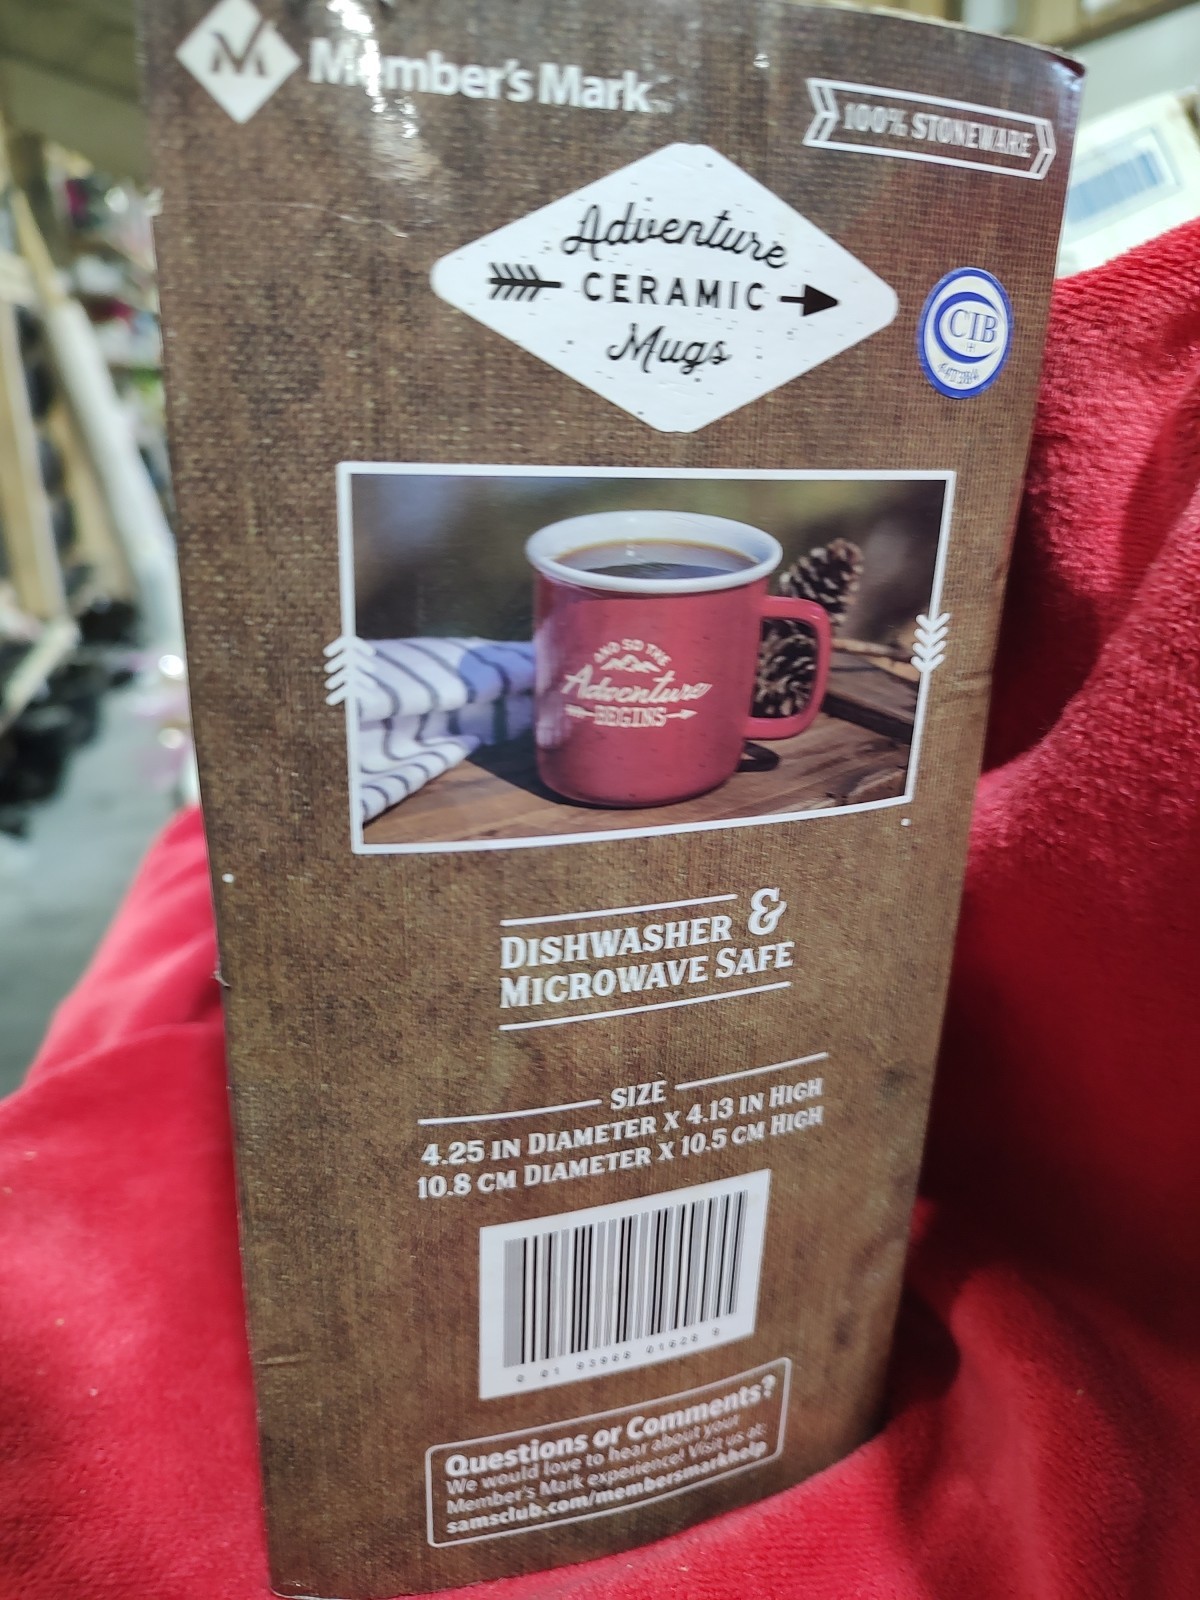 Member's Mark
100% STONEWARE
Adventure
CERAMIC
Mugs
CIB
AND SO THE
Adventure
BEGINS
DISHWASHER &
MICROWAVE SAFE
SIZE
4.25 IN DIAMETER X 4.13 IN HIGH
10.8 CM DIAMETER X 10.5 CM HIGH
Questions or Comments?
We would love to hear about your
Member's Mark experience! Visit us at:
samsclub.com/membersmarkhelp